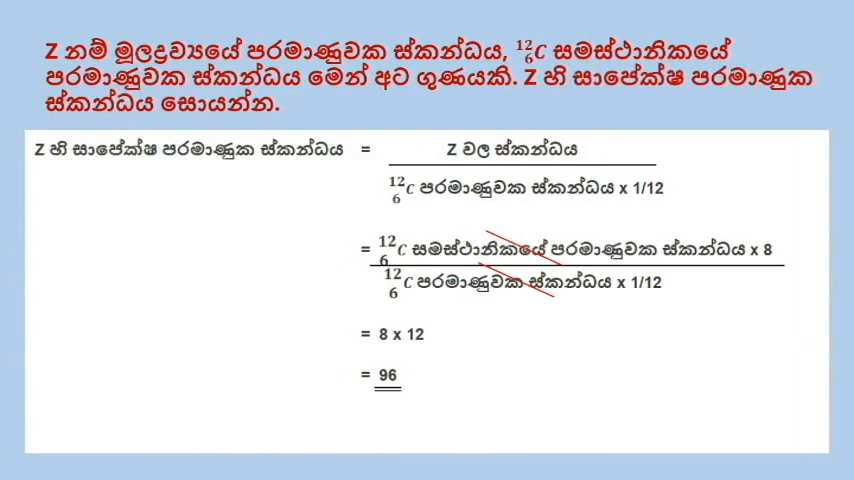 Z නම් මූලද්‍රව්‍යයේ පරමාණුවක ස්කන්ධය, ¹²₆C සමස්ථානිකයේ
පරමාණුවක ස්කන්ධය මෙන් අට ගුණයකි. Z හි සාපේක්ෂ පරමාණුක
ස්කන්ධය සොයන්න.
Z හි සාපේක්ෂ පරමාණුක ස්කන්ධය = Z වල ස්කන්ධය
¹²₆C පරමාණුවක ස්කන්ධය x 1/12
= ¹²₆C සමස්ථානිකයේ පරමාණුවක ස්කන්ධය x 8
¹²₆C පරමාණුවක ස්කන්ධය x 1/12
= 8 x 12
= 96